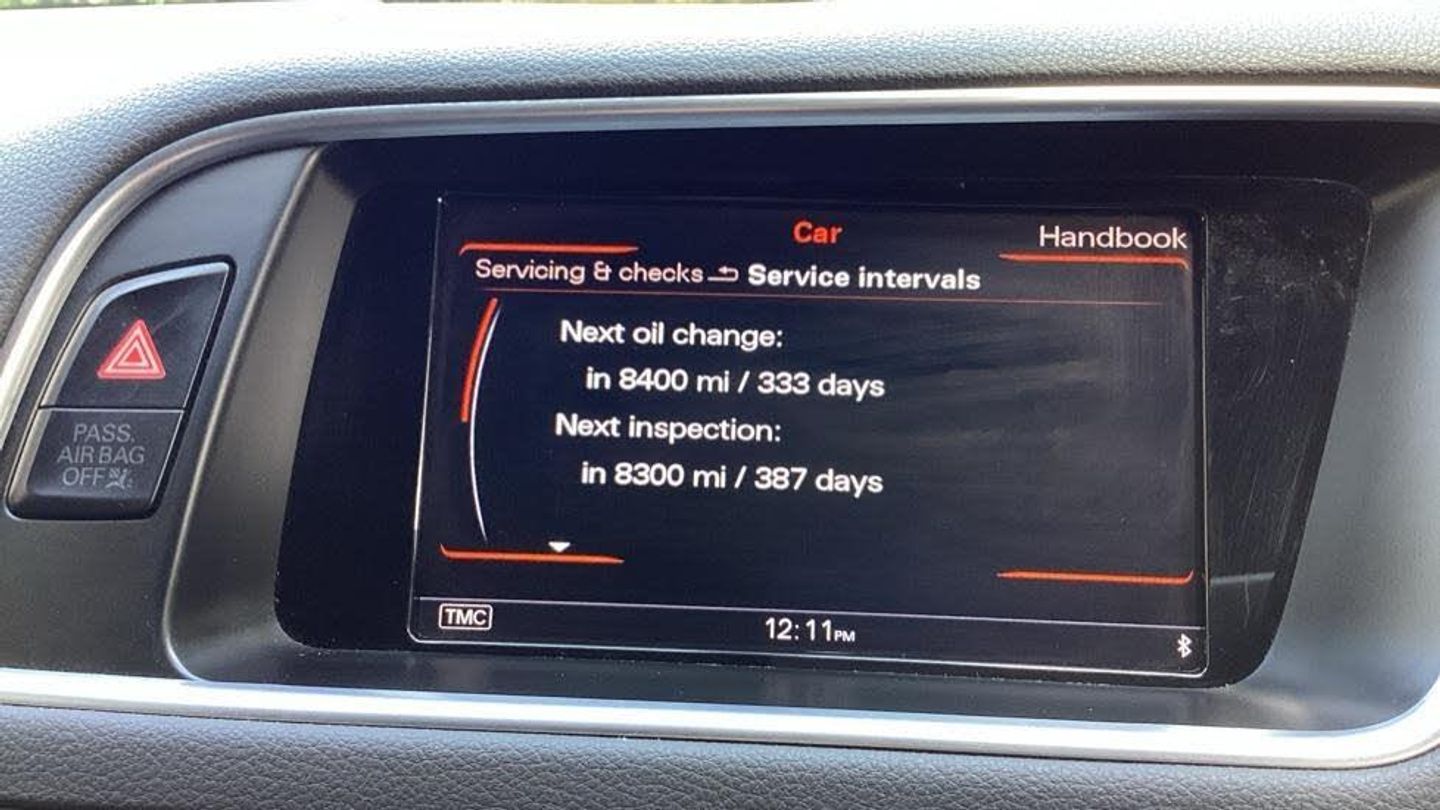 Car
Handbook
Servicing & checks Service intervals
Next oil change:
in 8400 mi / 333 days
Next inspection:
in 8300 mi / 387 days
PASS.
AIR BAG
OFF
TMC
12:11PM